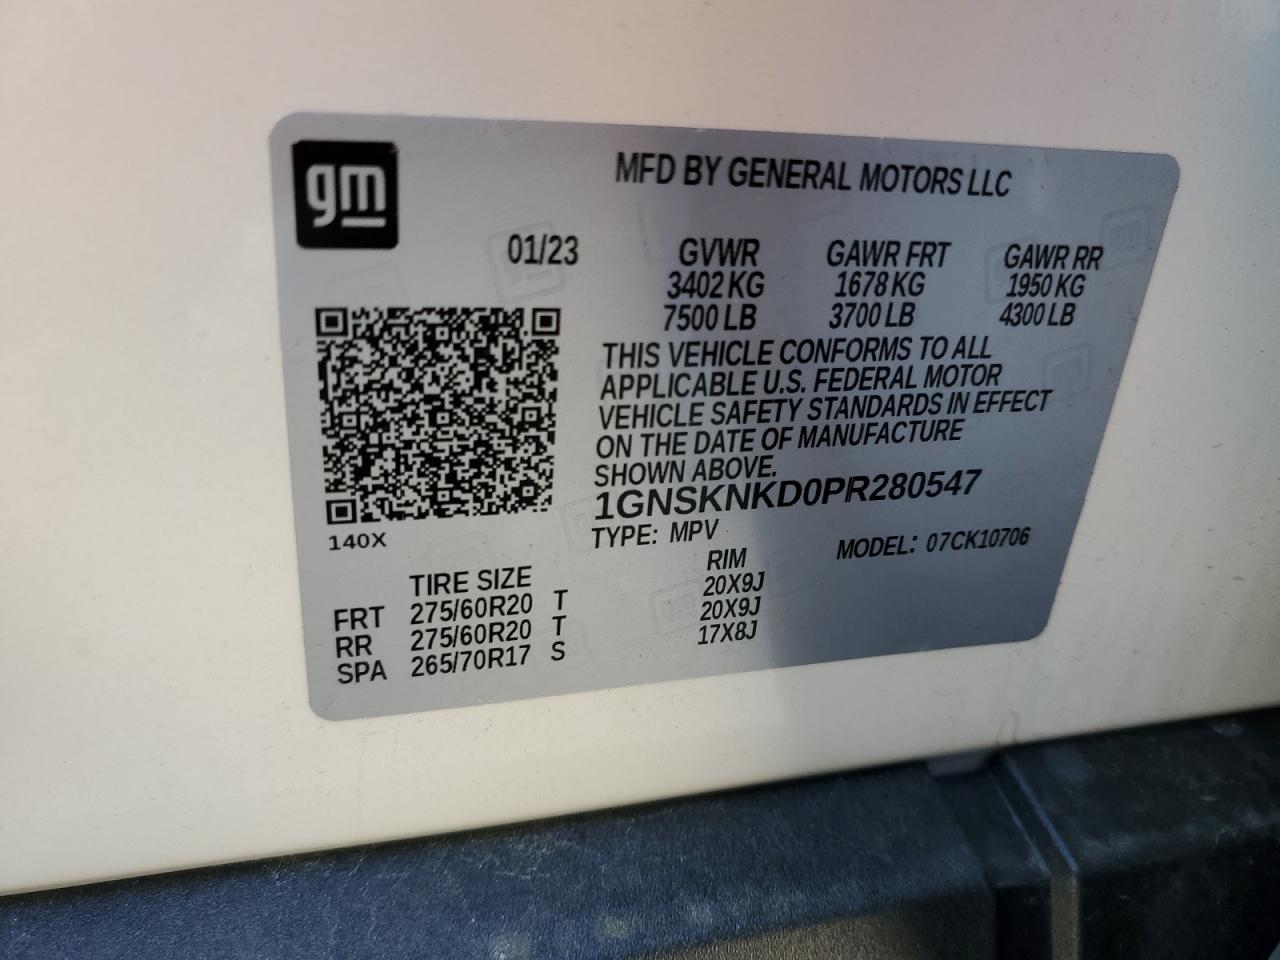 gm
MFD BY GENERAL MOTORS LLC
01/23 GVWR GAWR FRT GAWR RR
3402 KG 1678 KG 1950 KG
7500 LB 3700 LB 4300 LB
THIS VEHICLE CONFORMS TO ALL
APPLICABLE U.S. FEDERAL MOTOR
VEHICLE SAFETY STANDARDS IN EFFECT
ON THE DATE OF MANUFACTURE
SHOWN ABOVE.
1GNSKNKD0PR280547
TYPE: MPV MODEL: 07CK10706
140X
TIRE SIZE RIM
FRT 275/60R20 T 20X9J
RR 275/60R20 T 20X9J
SPA 265/70R17 S 17X8J